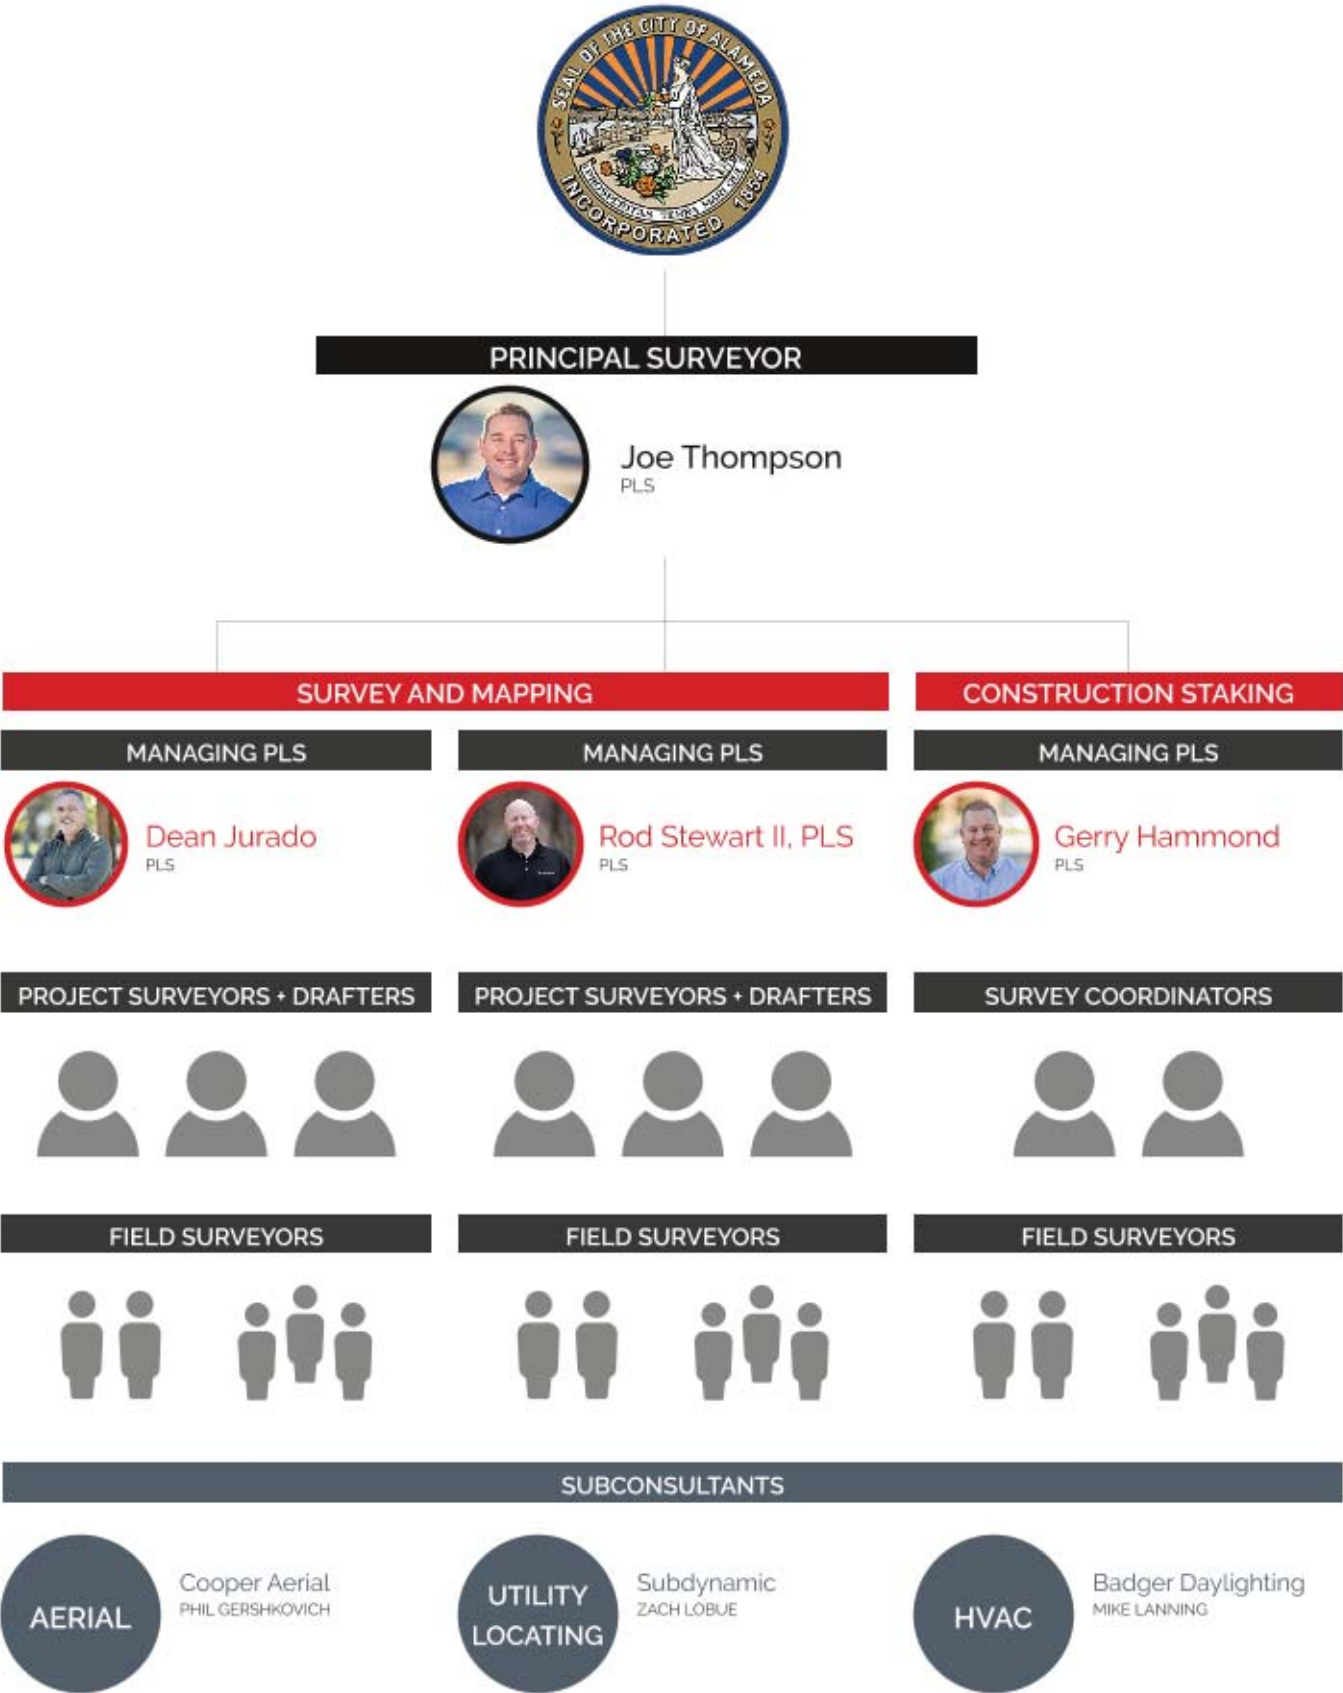 SEAL OF THE CITY OF ALAMEDA
INCORPORATED 1854
PROSPERITAS TERRA MARIQUE
PRINCIPAL SURVEYOR
Joe Thompson
PLS
SURVEY AND MAPPING
CONSTRUCTION STAKING
MANAGING PLS
MANAGING PLS
MANAGING PLS
Dean Jurado
PLS
Rod Stewart II, PLS
PLS
Gerry Hammond
PLS
PROJECT SURVEYORS + DRAFTERS
PROJECT SURVEYORS + DRAFTERS
SURVEY COORDINATORS
FIELD SURVEYORS
FIELD SURVEYORS
FIELD SURVEYORS
SUBCONSULTANTS
AERIAL
Cooper Aerial
PHIL GERSHKOVICH
UTILITY
LOCATING
Subdynamic
ZACH LOBUE
HVAC
Badger Daylighting
MIKE LANNING